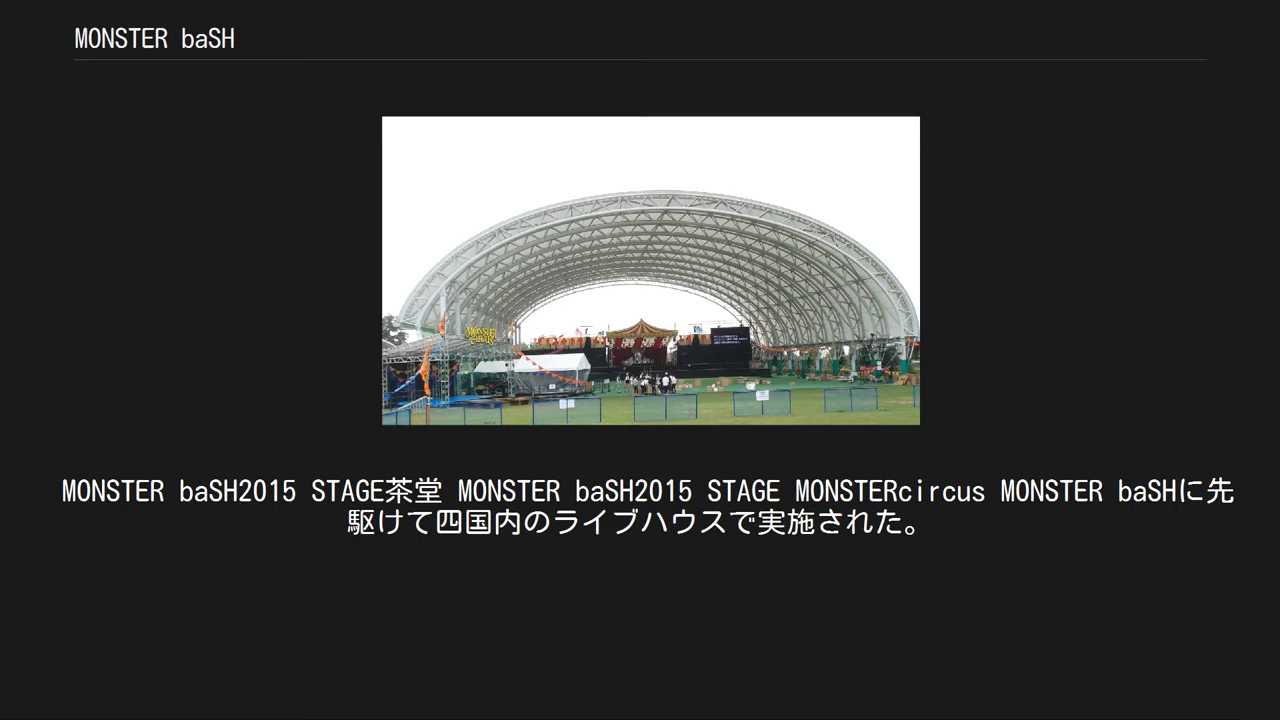 MONSTER baSH
MONSTER
CIRCUS
MONSTER baSH2015 STAGE茶堂 MONSTER baSH2015 STAGE MONSTERcircus MONSTER baSHに先
駆けて四国内のライブハウスで実施された。